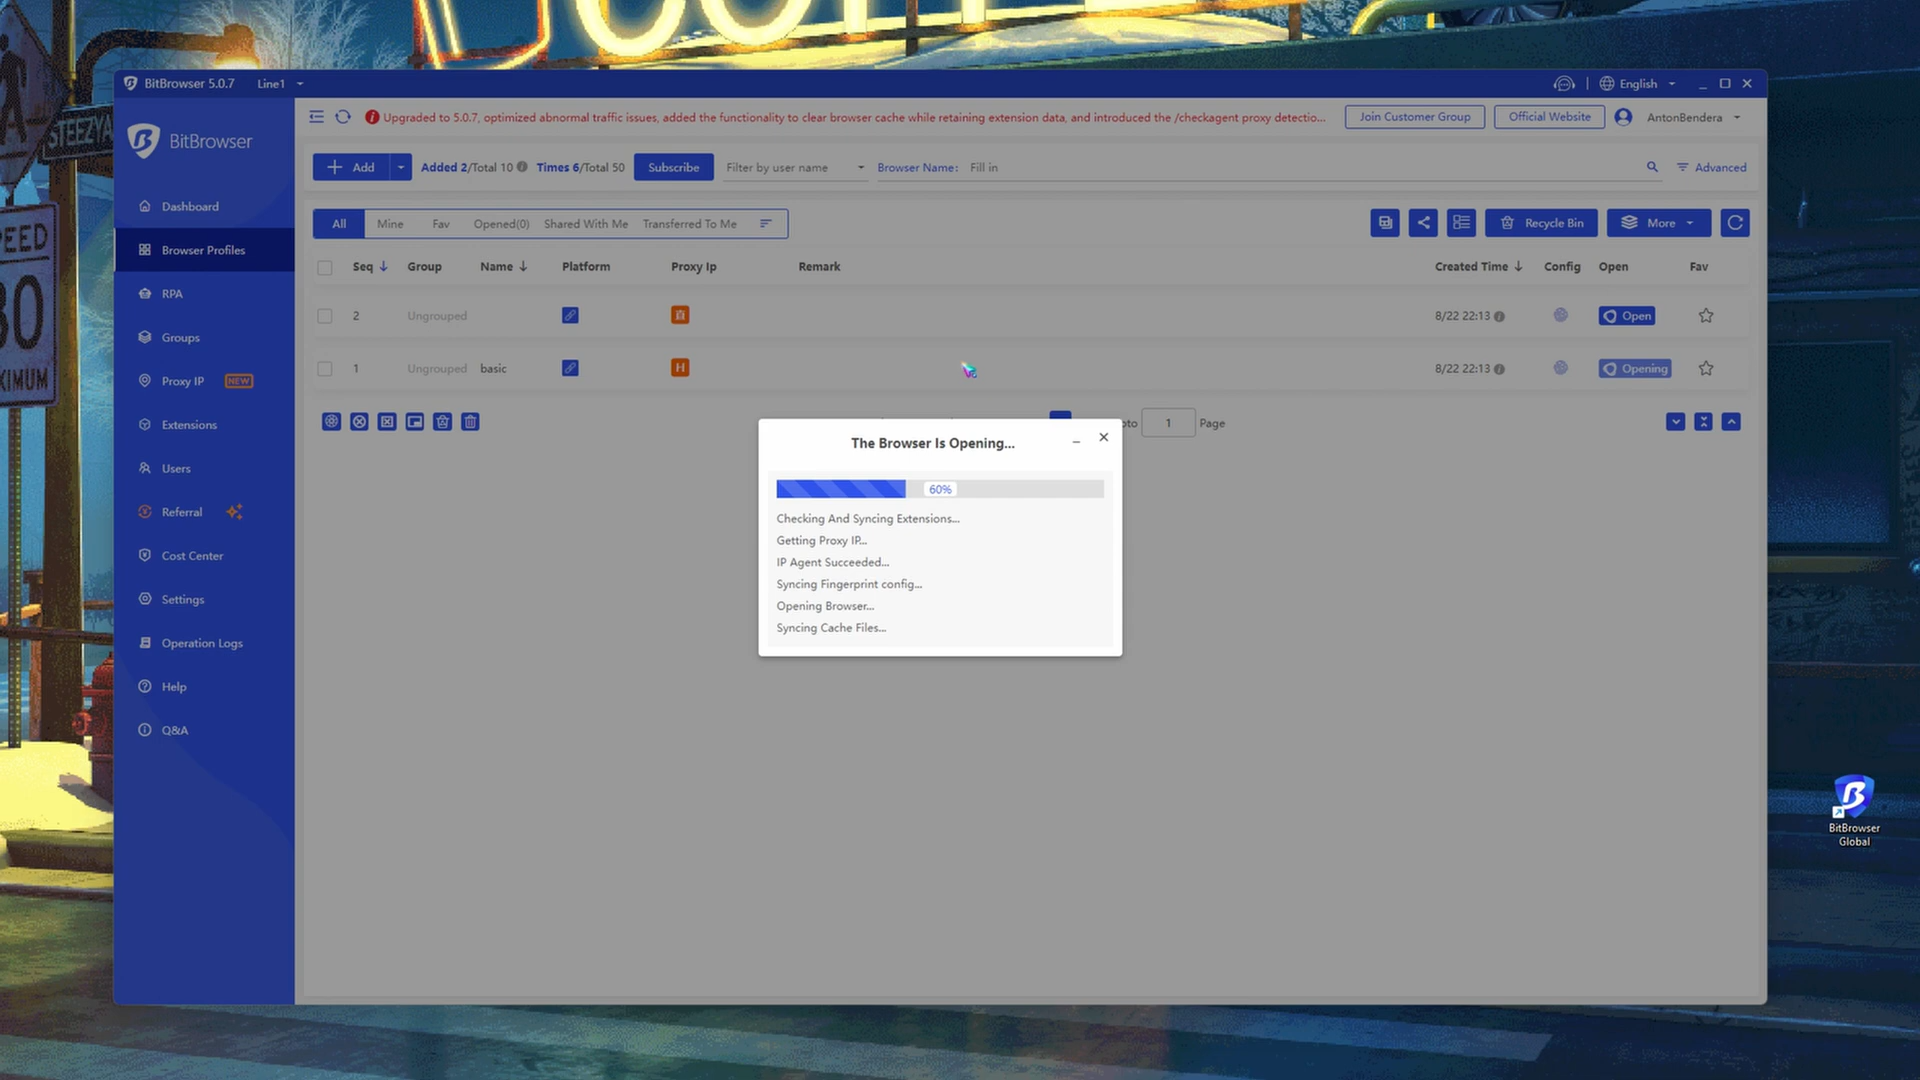 STEEZYA
EED
80
XIMUM
BitBrowser 5.0.7 Line1
English
BitBrowser
Upgraded to 5.0.7, optimized abnormal traffic issues, added the functionality to clear browser cache while retaining extension data, and introduced the /checkagent proxy detectio...
Join Customer Group
Official Website
AntonBendera
Add
Added 2/Total 10
Times 6/Total 50
Subscribe
Filter by user name
Browser Name: Fill in
Advanced
All Mine Fav Opened(0) Shared With Me Transferred To Me
Recycle Bin
More
Seq Group Name Platform Proxy Ip Remark Created Time Config Open Fav
2 Ungrouped 8/22 22:13 Open
1 Ungrouped basic H 8/22 22:13 Opening
oto 1 Page
Dashboard
Browser Profiles
RPA
Groups
Proxy IP NEW
Extensions
Users
Referral
Cost Center
Settings
Operation Logs
Help
Q&A
The Browser Is Opening...
60%
Checking And Syncing Extensions...
Getting Proxy IP...
IP Agent Succeeded...
Syncing Fingerprint config...
Opening Browser...
Syncing Cache Files...
BitBrowser
Global